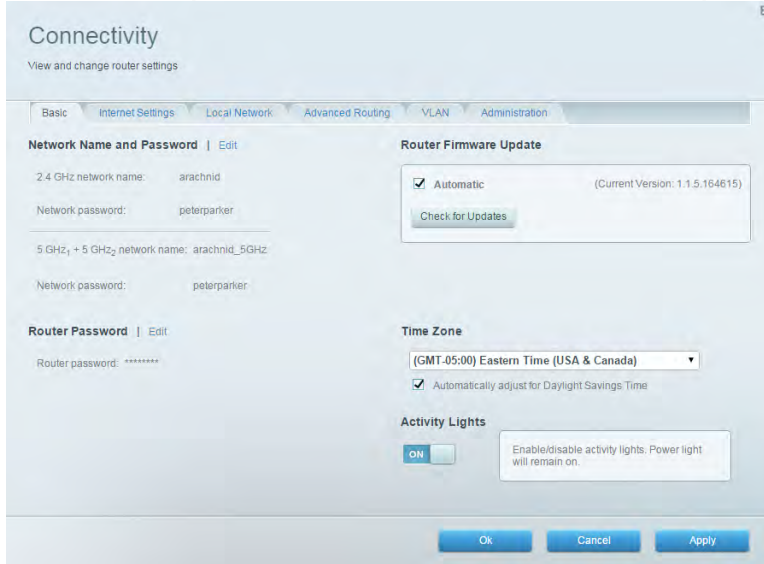 Connectivity
View and change router settings
Basic Internet Settings Local Network Advanced Routing VLAN Administration
Network Name and Password | Edit
2.4 GHz network name: arachnid
Network password: peterparker
5 GHz1 + 5 GHz2 network name: arachnid_5GHz
Network password: peterparker
Router Password | Edit
Router password: ********
Router Firmware Update
Automatic (Current Version: 1.1.5.164615)
Check for Updates
Time Zone
(GMT-05:00) Eastern Time (USA & Canada)
Automatically adjust for Daylight Savings Time
Activity Lights
ON
Enable/disable activity lights. Power light
will remain on.
Ok Cancel Apply